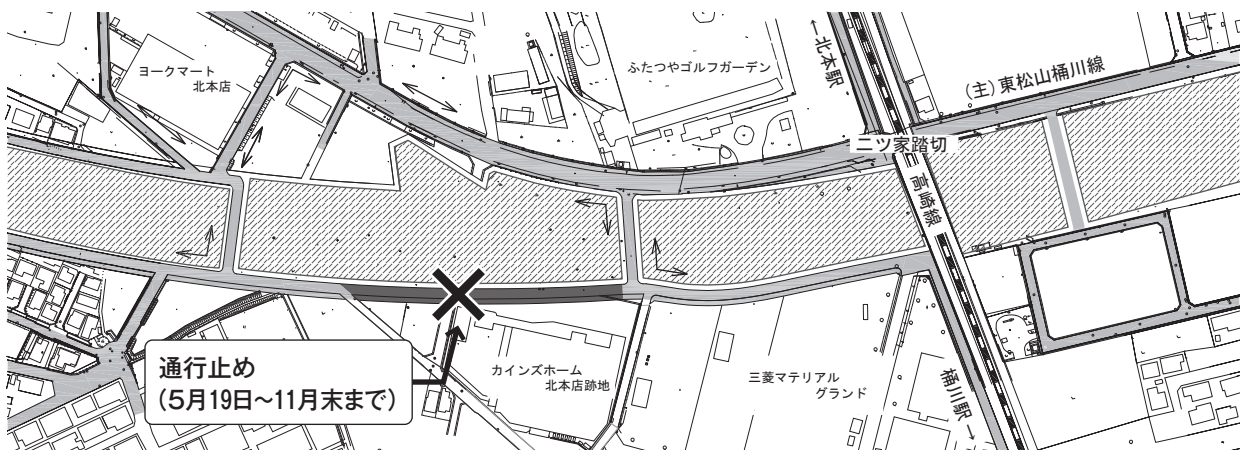 ヨークマート
北本店
ふたつやゴルフガーデン
←北本駅
(主)東松山桶川線
二ツ家踏切
高崎線
通行止め
(5月19日～11月末まで)
カインズホーム
北本店跡地
三菱マテリアル
グランド
桶川駅→